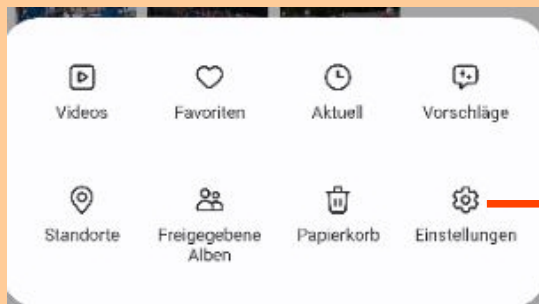 Videos
Favoriten
Aktuell
Vorschläge
Standorte
Freigegebene
Alben
Papierkorb
Einstellungen